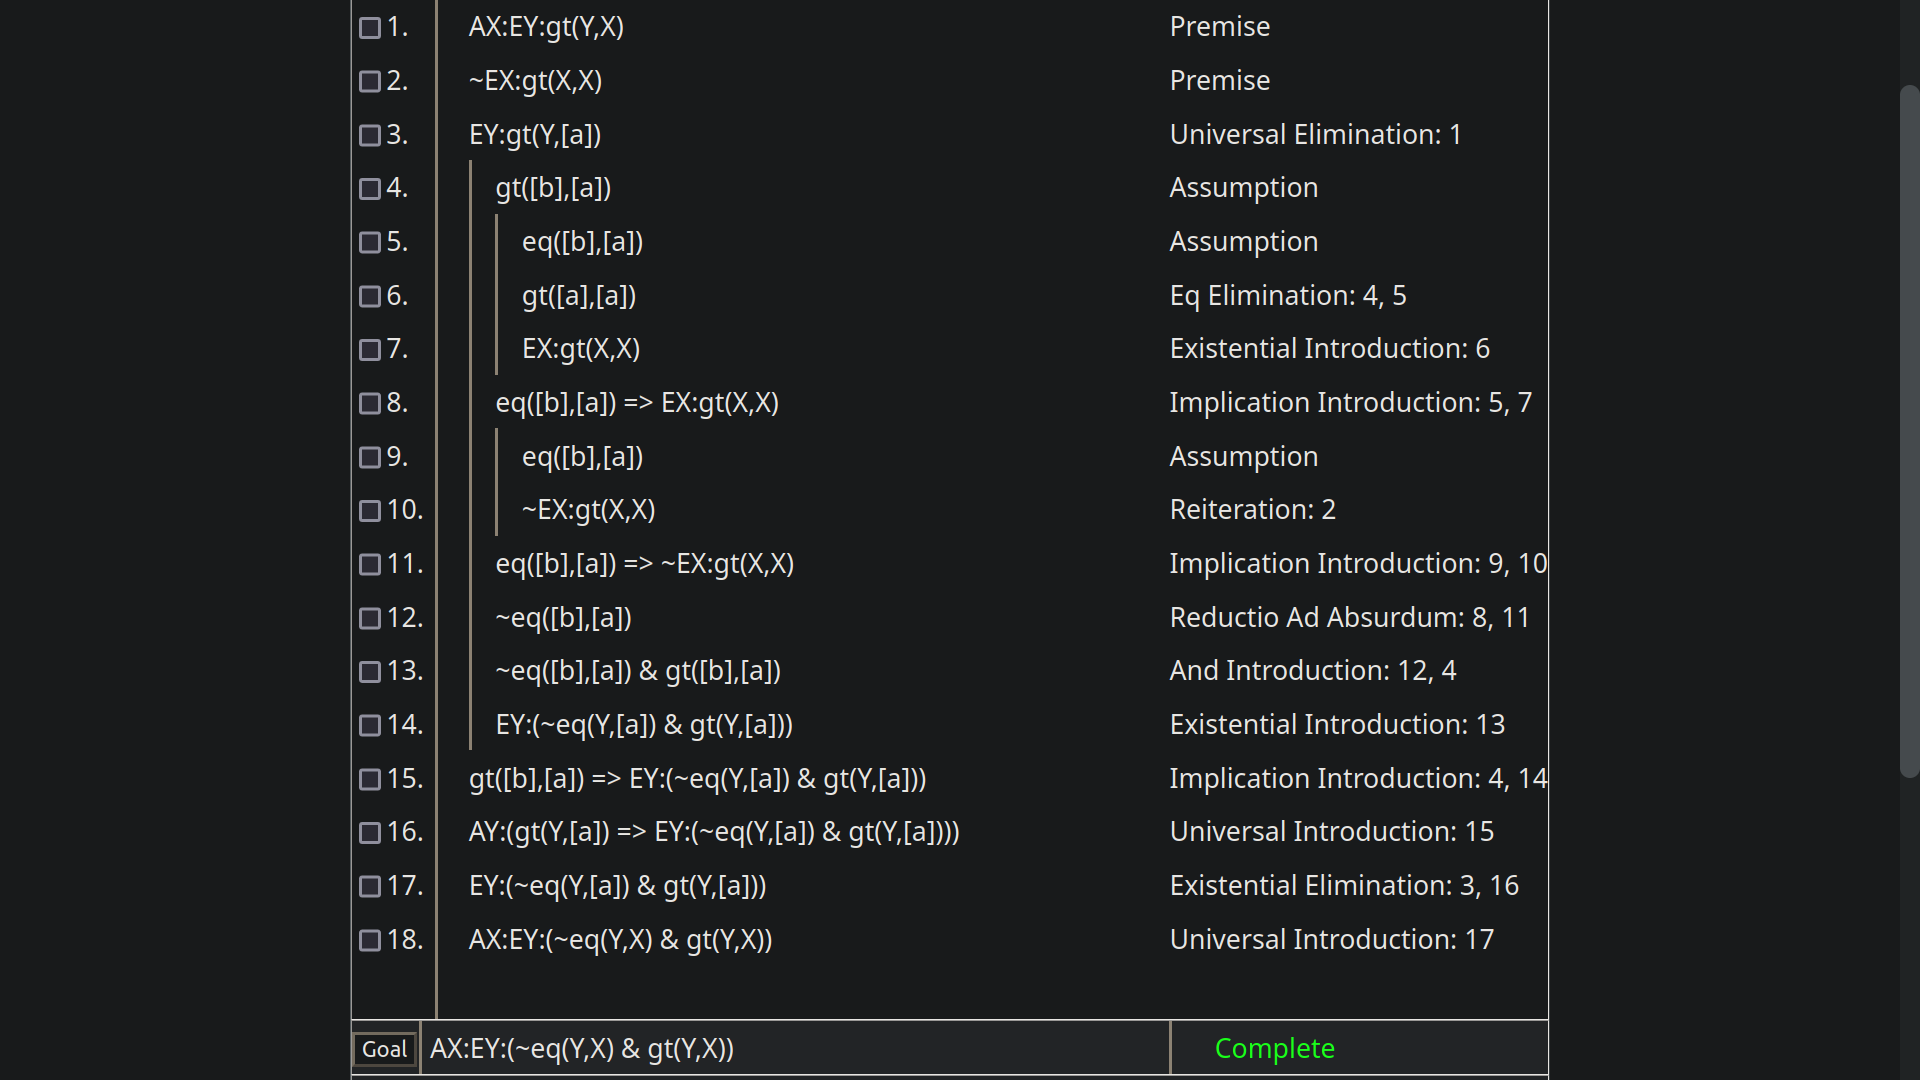 1. AX:EY:gt(Y,X) Premise
2. ~EX:gt(X,X) Premise
3. EY:gt(Y,[a]) Universal Elimination: 1
4. gt([b],[a]) Assumption
5. eq([b],[a]) Assumption
6. gt([a],[a]) Eq Elimination: 4, 5
7. EX:gt(X,X) Existential Introduction: 6
8. eq([b],[a]) => EX:gt(X,X) Implication Introduction: 5, 7
9. eq([b],[a]) Assumption
10. ~EX:gt(X,X) Reiteration: 2
11. eq([b],[a]) => ~EX:gt(X,X) Implication Introduction: 9, 10
12. ~eq([b],[a]) Reductio Ad Absurdum: 8, 11
13. ~eq([b],[a]) & gt([b],[a]) And Introduction: 12, 4
14. EY:(~eq(Y,[a]) & gt(Y,[a])) Existential Introduction: 13
15. gt([b],[a]) => EY:(~eq(Y,[a]) & gt(Y,[a])) Implication Introduction: 4, 14
16. AY:(gt(Y,[a]) => EY:(~eq(Y,[a]) & gt(Y,[a]))) Universal Introduction: 15
17. EY:(~eq(Y,[a]) & gt(Y,[a])) Existential Elimination: 3, 16
18. AX:EY:(~eq(Y,X) & gt(Y,X)) Universal Introduction: 17
Goal AX:EY:(~eq(Y,X) & gt(Y,X)) Complete